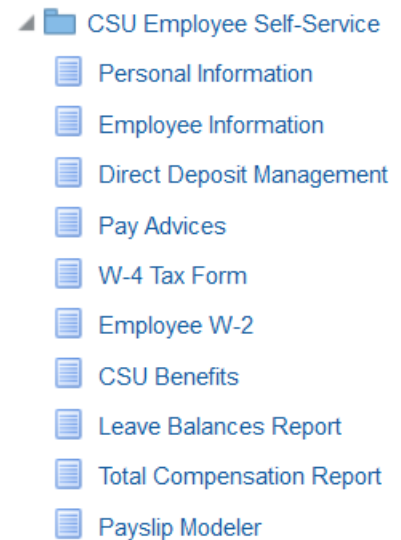 CSU Employee Self-Service
Personal Information
Employee Information
Direct Deposit Management
Pay Advices
W-4 Tax Form
Employee W-2
CSU Benefits
Leave Balances Report
Total Compensation Report
Payslip Modeler